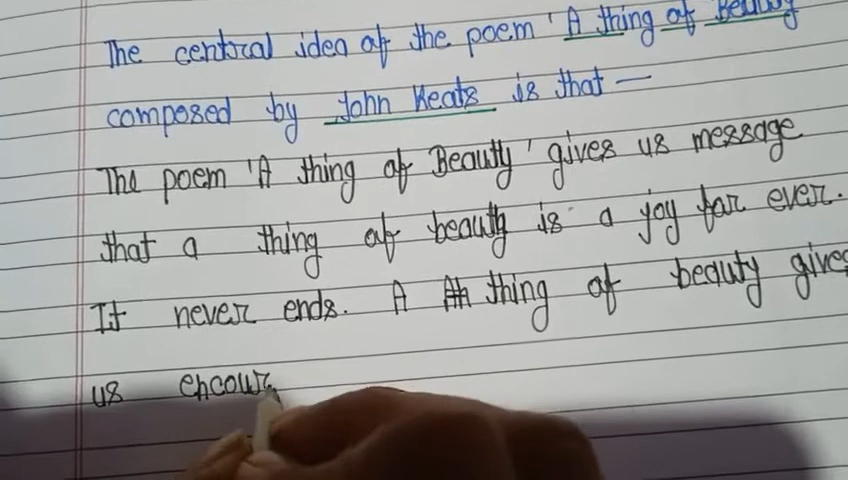 The central idea of the poem 'A thing of Beauty
composed by John Keats is that —
The poem 'A thing of Beauty' gives us message
that a thing of beauty is a joy for ever.
It never ends. A thing of beauty gives
us encour